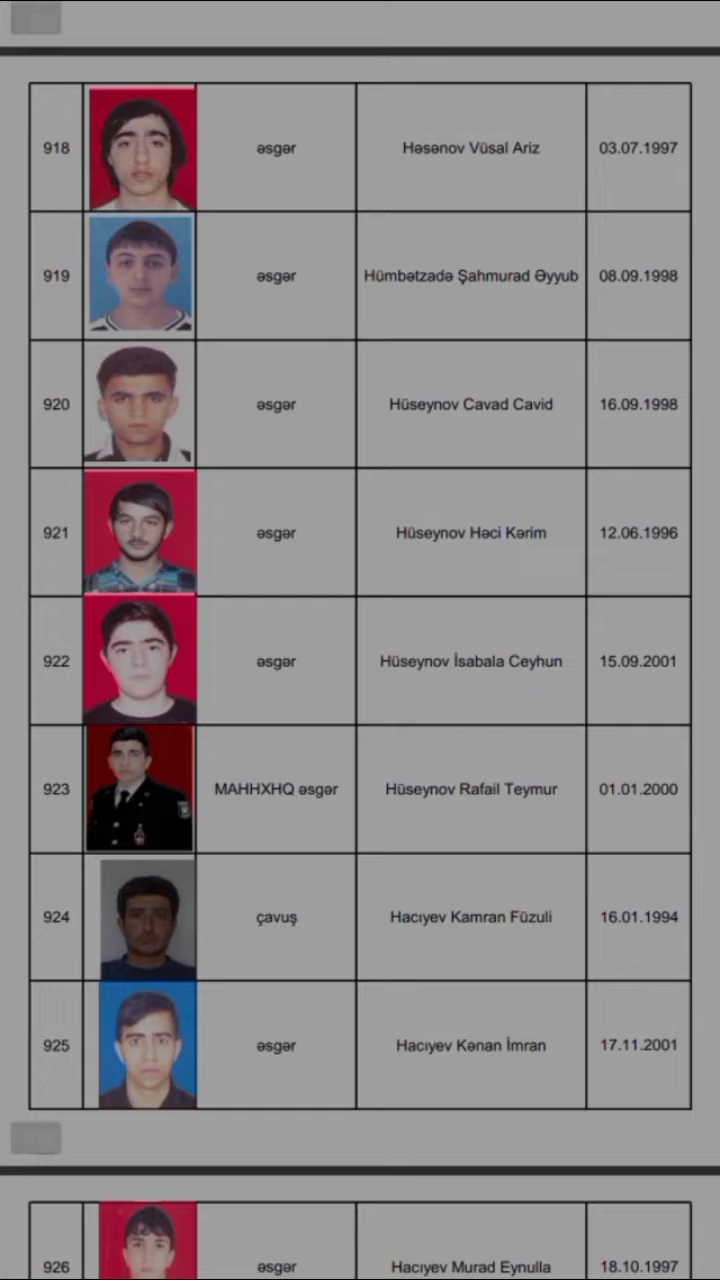 918 əsgər Həsənov Vüsal Ariz 03.07.1997
919 əsgər Hümbətzadə Şahmurad Əyyub 08.09.1998
920 əsgər Hüseynov Cavad Cavid 16.09.1998
921 əsgər Hüseynov Həci Kərim 12.06.1996
922 əsgər Hüseynov İsabala Ceyhun 15.09.2001
923 MAHHXHQ əsgər Hüseynov Rafail Teymur 01.01.2000
924 çavuş Hacıyev Kamran Füzuli 16.01.1994
925 əsgər Hacıyev Kənan İmran 17.11.2001
926 əsgər Hacıyev Murad Eynulla 18.10.1997